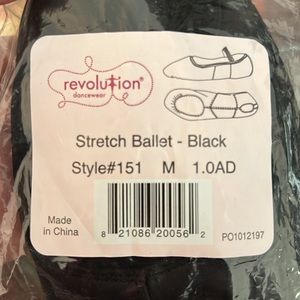 revolution®
dancewear
Stretch Ballet - Black
Style#151 M 1.0AD
Made
in China
8 21086 20056 2
PO1012197